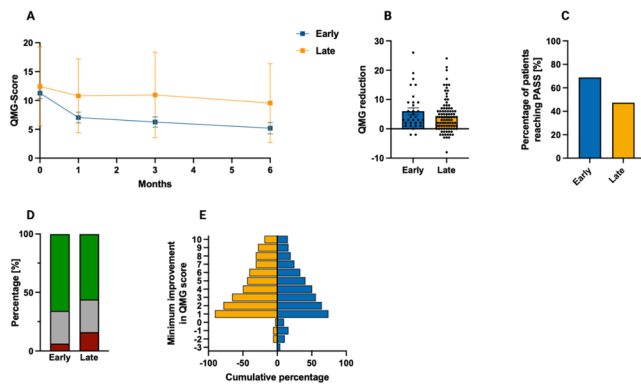 A
QMG-Score
20
15
10
5
0
0
1
3
6
Months
Early
Late
B
QMG reduction
30
20
10
0
-10
Early
Late
C
Percentage of patients
reaching PASS [%]
100
80
60
40
20
0
Early
Late
D
Percentage [%]
100
50
0
Early
Late
E
Minimum improvement
in QMG score
10
9
8
7
6
5
4
3
2
1
0
-1
-2
-3
-100
-50
0
50
100
Cumulative percentage